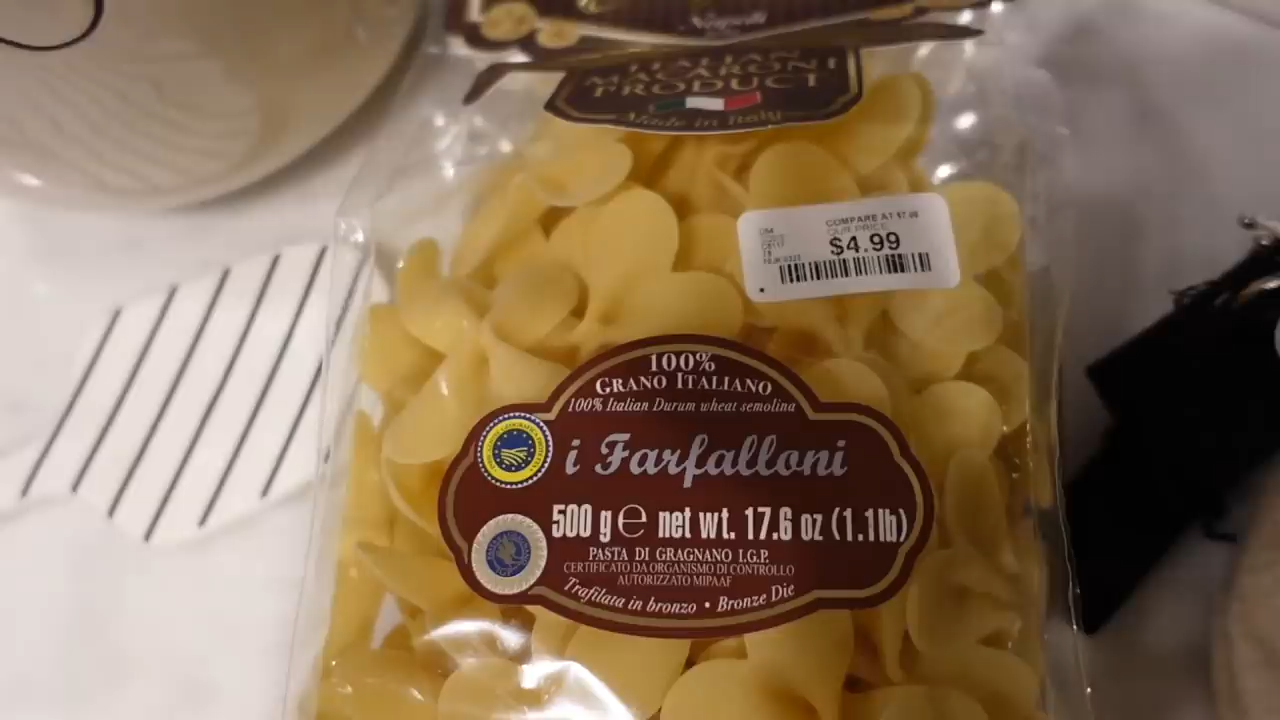 Napoli
ITALIAN
MACARONI
PRODUCT
Made in Italy
COMPARE AT
OUR PRICE
$4.99
100%
GRANO ITALIANO
100% Italian Durum wheat semolina
i Farfalloni
500 g e net wt. 17.6 oz (1.1lb)
PASTA DI GRAGNANO I.G.P.
CERTIFICATO DA ORGANISMO DI CONTROLLO
AUTORIZZATO MIPAAF
Trafilata in bronzo • Bronze Die